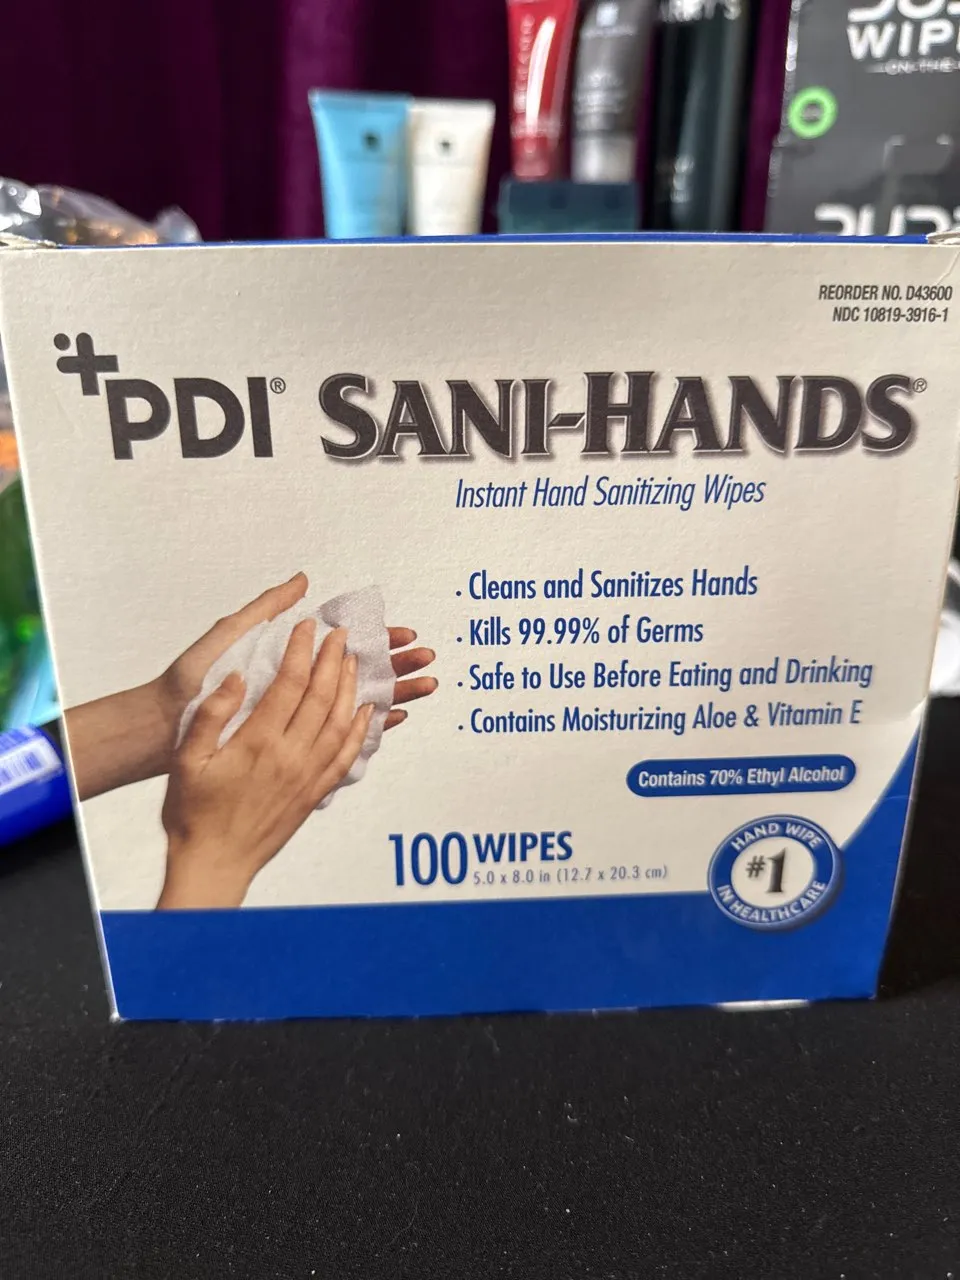 WIPE
REORDER NO. D43600
NDC 10819-3916-1
PDI® SANI-HANDS®
Instant Hand Sanitizing Wipes
· Cleans and Sanitizes Hands
· Kills 99.99% of Germs
· Safe to Use Before Eating and Drinking
· Contains Moisturizing Aloe & Vitamin E
Contains 70% Ethyl Alcohol
100 WIPES
5.0 x 8.0 in (12.7 x 20.3 cm)
HAND WIPE
#1
IN HEALTHCARE